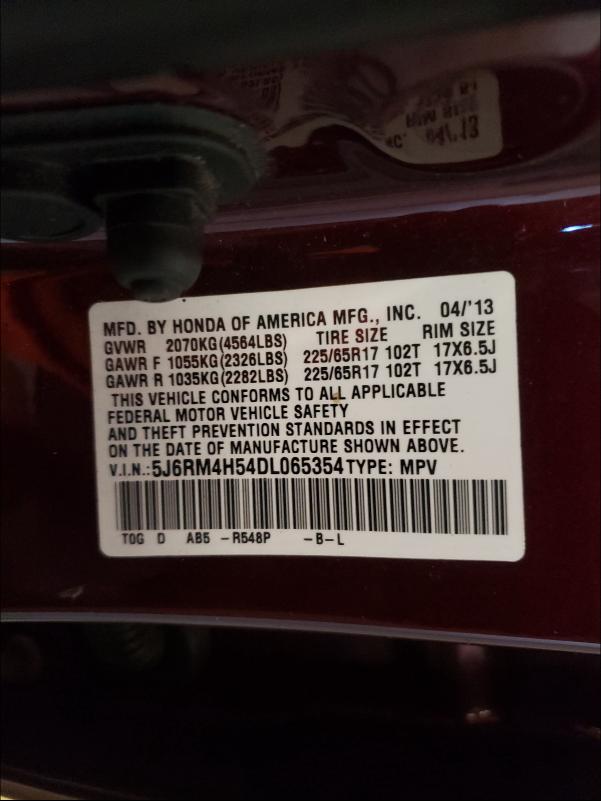 04/'13
MFD. BY HONDA OF AMERICA MFG., INC. 04/'13
GVWR 2070KG(4564LBS) TIRE SIZE RIM SIZE
GAWR F 1055KG(2326LBS) 225/65R17 102T 17X6.5J
GAWR R 1035KG(2282LBS) 225/65R17 102T 17X6.5J
THIS VEHICLE CONFORMS TO ALL APPLICABLE
FEDERAL MOTOR VEHICLE SAFETY
AND THEFT PREVENTION STANDARDS IN EFFECT
ON THE DATE OF MANUFACTURE SHOWN ABOVE.
V.I.N.:5J6RM4H54DL065354 TYPE: MPV
TOG D AB5 -R548P -B-L